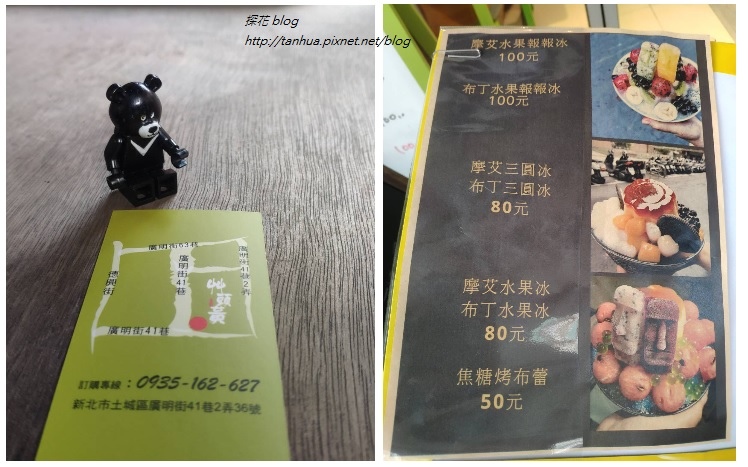 探花 blog
http://tanhua.pixnet.net/blog
廣明街63巷
廣明街41巷2弄
廣明街41巷
德興街
艸頭黃
廣明街41巷
訂購專線：0935-162-627
新北市土城區廣明街41巷2弄36號
摩艾水果報報冰
100元
布丁水果報報冰
100元
摩艾三圓冰
布丁三圓冰
80元
摩艾水果冰
布丁水果冰
80元
焦糖烤布蕾
50元